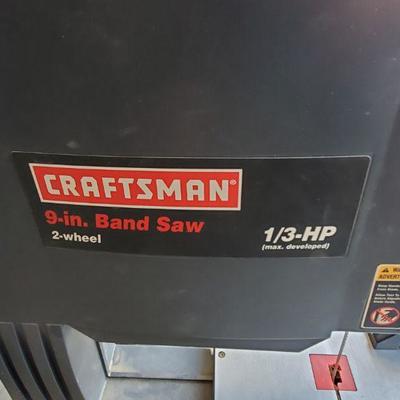 CRAFTSMAN®
9-in. Band Saw
2-wheel
1/3-HP
(max. developed)